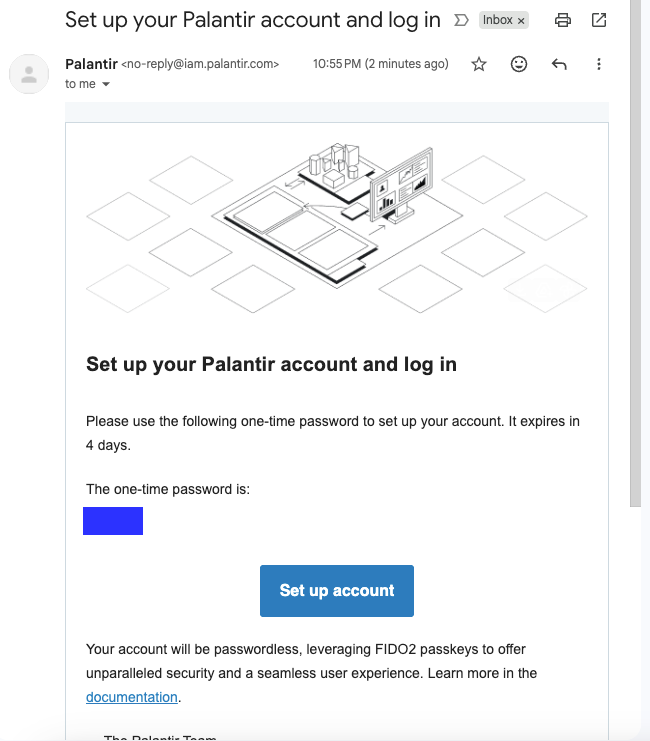 Set up your Palantir account and log in
Inbox ×
Palantir <no-reply@iam.palantir.com>
10:55 PM (2 minutes ago)
to me
Set up your Palantir account and log in
Please use the following one-time password to set up your account. It expires in
4 days.
The one-time password is:
Set up account
Your account will be passwordless, leveraging FIDO2 passkeys to offer
unparalleled security and a seamless user experience. Learn more in the
documentation.
The Palantir Team